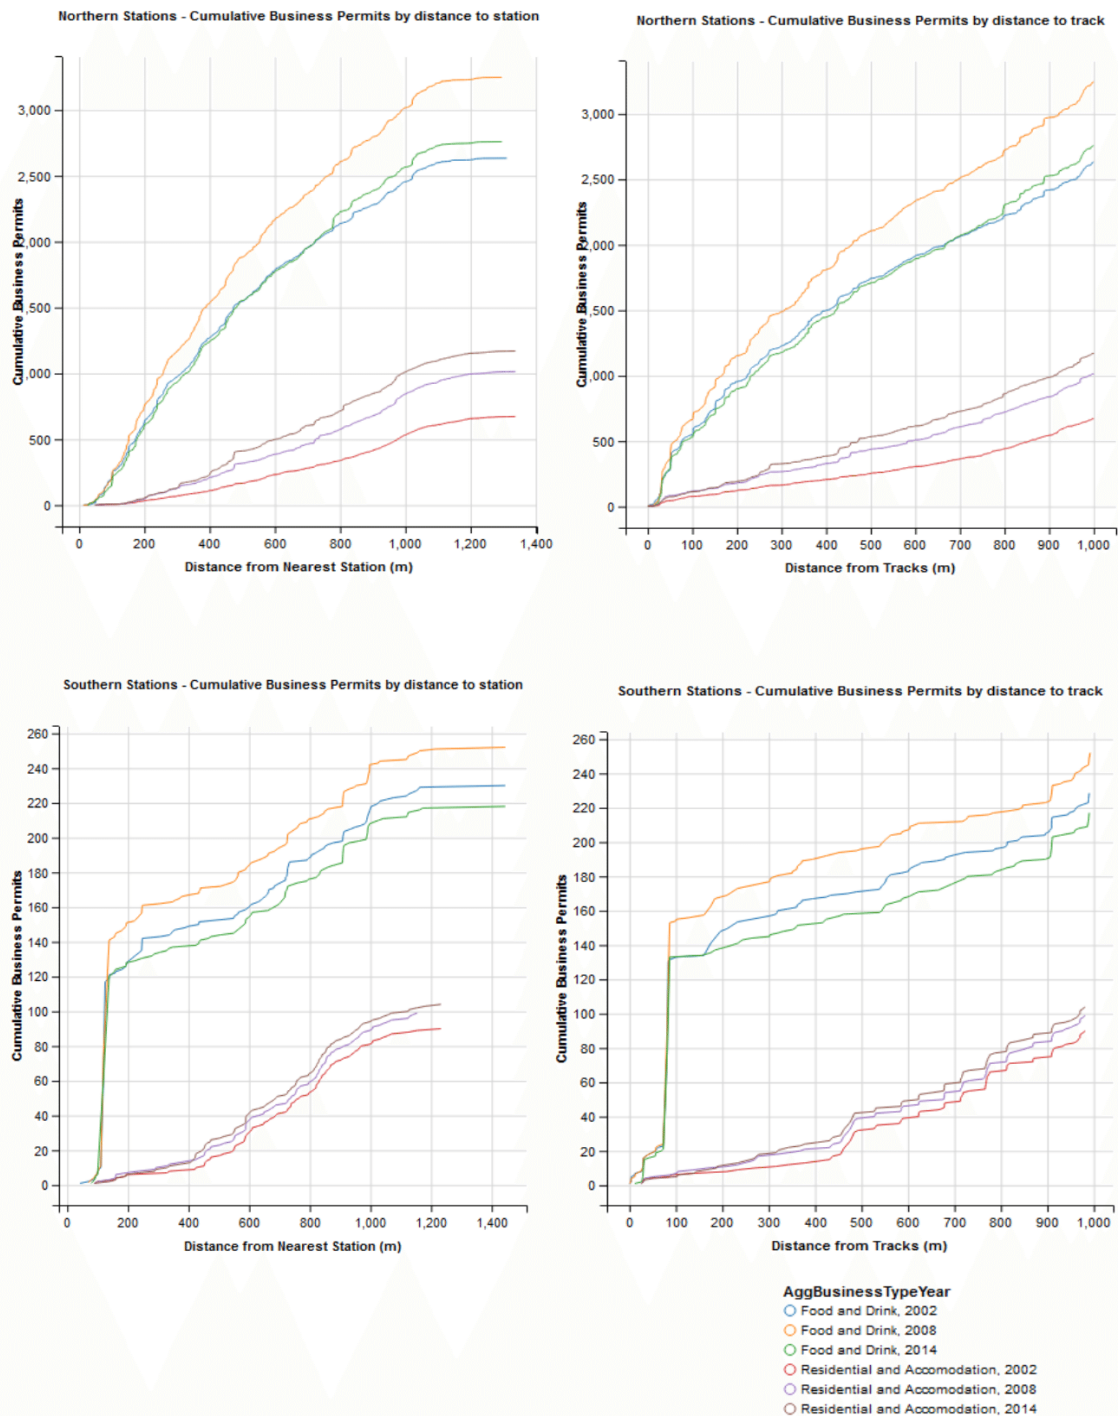 Northern Stations - Cumulative Business Permits by distance to station
Cumulative Business Permits
3,000
2,500
2,000
1,500
1,000
500
0
0 200 400 600 800 1,000 1,200 1,400
Distance from Nearest Station (m)
Northern Stations - Cumulative Business Permits by distance to track
Cumulative Business Permits
3,000
2,500
2,000
1,500
1,000
500
0
0 100 200 300 400 500 600 700 800 900 1,000
Distance from Tracks (m)
Southern Stations - Cumulative Business Permits by distance to station
Cumulative Business Permits
260
240
220
200
180
160
140
120
100
80
60
40
20
0
0 200 400 600 800 1,000 1,200 1,400
Distance from Nearest Station (m)
Southern Stations - Cumulative Business Permits by distance to track
Cumulative Business Permits
260
240
220
200
180
160
140
120
100
80
60
40
20
0
0 100 200 300 400 500 600 700 800 900 1,000
Distance from Tracks (m)
AggBusinessTypeYear
Food and Drink, 2002
Food and Drink, 2008
Food and Drink, 2014
Residential and Accomodation, 2002
Residential and Accomodation, 2008
Residential and Accomodation, 2014